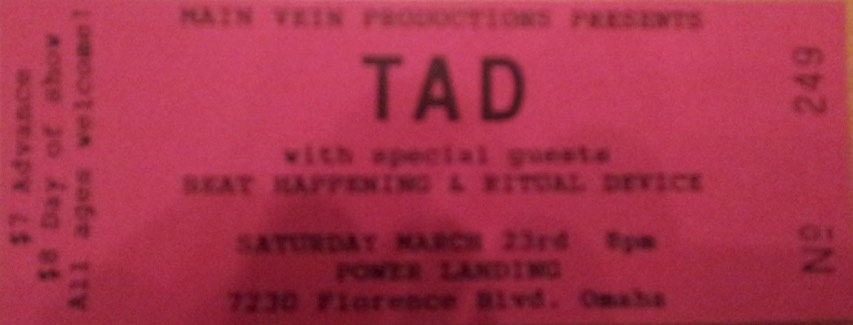 MAIN VEIN PRODUCTIONS PRESENTS
TAD
with special guests
BEAT HAPPENING & RITUAL DEVICE
SATURDAY MARCH 23rd 8pm
POWER LANDING
7230 Florence Blvd. Omaha
$7 Advance
$8 Day of show
All ages welcome!
Nº 249